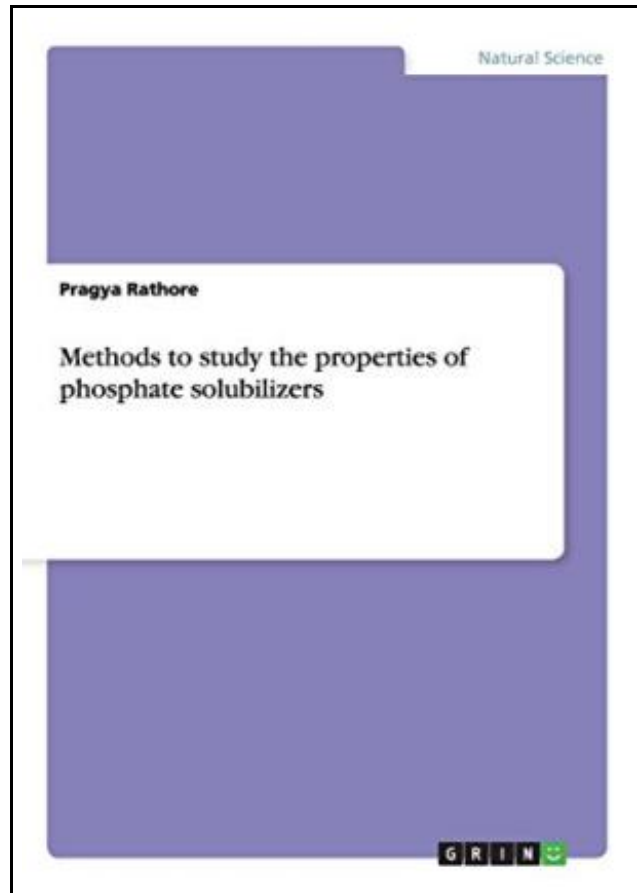 Natural Science
Pragya Rathore
Methods to study the properties of
phosphate solubilizers
GRIN